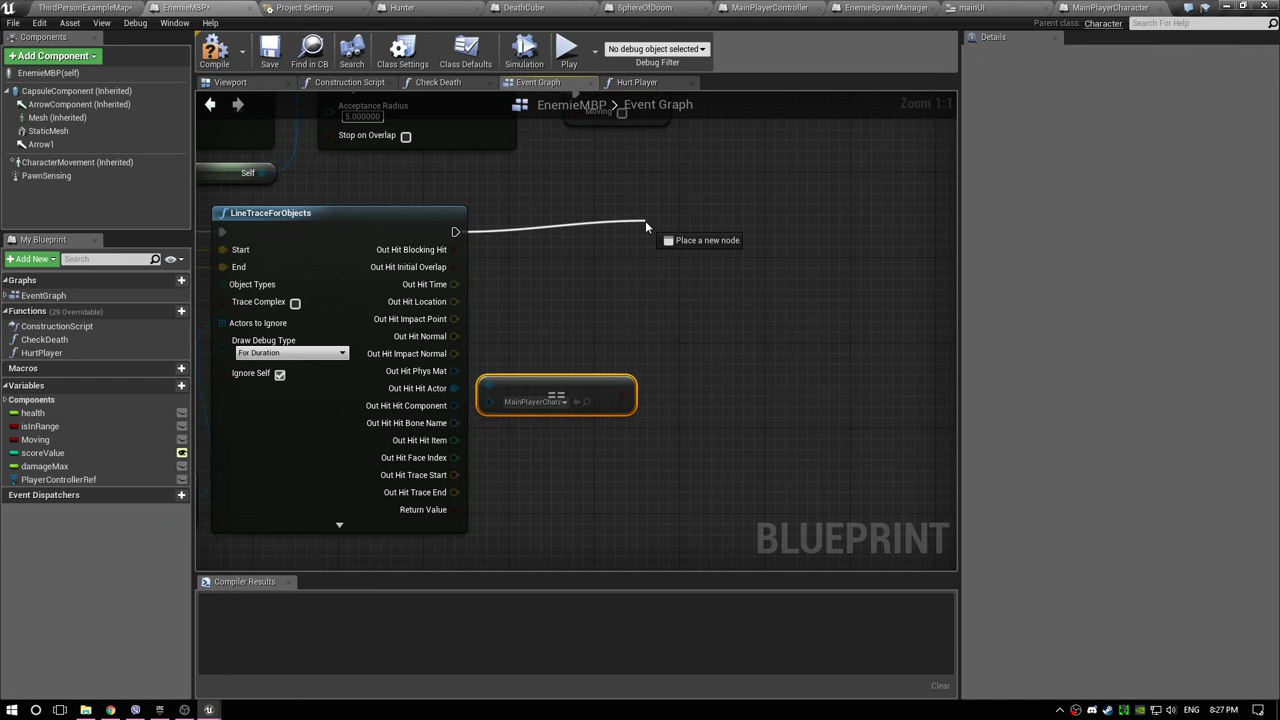 ThirdPersonExampleMap*
EnemieMBP*
Project Settings
Hunter
DeathCube
SphereOfDoom
MainPlayerController
EnemieSpawnManager
mainUI
MainPlayerCharacter
File Edit Asset View Debug Window Help
Parent class: Character
Search For Help
Components
Add Component
EnemieMBP(self)
CapsuleComponent (Inherited)
ArrowComponent (Inherited)
Mesh (Inherited)
StaticMesh
Arrow1
CharacterMovement (Inherited)
PawnSensing
Compile
Save
Find in CB
Search
Class Settings
Class Defaults
Simulation
Play
No debug object selected
Debug Filter
Details
Viewport
Construction Script
Check Death
Event Graph
Hurt Player
EnemieMBP > Event Graph
Zoom 1:1
Acceptance Radius
5.000000
Stop on Overlap
Moving
Self
LineTraceForObjects
Start
End
Object Types
Trace Complex
Actors to Ignore
Draw Debug Type
For Duration
Ignore Self
Out Hit Blocking Hit
Out Hit Initial Overlap
Out Hit Time
Out Hit Location
Out Hit Impact Point
Out Hit Normal
Out Hit Impact Normal
Out Hit Phys Mat
Out Hit Hit Actor
Out Hit Hit Component
Out Hit Hit Bone Name
Out Hit Hit Item
Out Hit Face Index
Out Hit Trace Start
Out Hit Trace End
Return Value
==
MainPlayerChar
Place a new node.
BLUEPRINT
My Blueprint
Add New
Search
Graphs
EventGraph
Functions (29 Overridable)
ConstructionScript
CheckDeath
HurtPlayer
Macros
Variables
Components
health
isInRange
Moving
scoreValue
damageMax
PlayerControllerRef
Event Dispatchers
Compiler Results
Clear
ENG
8:27 PM